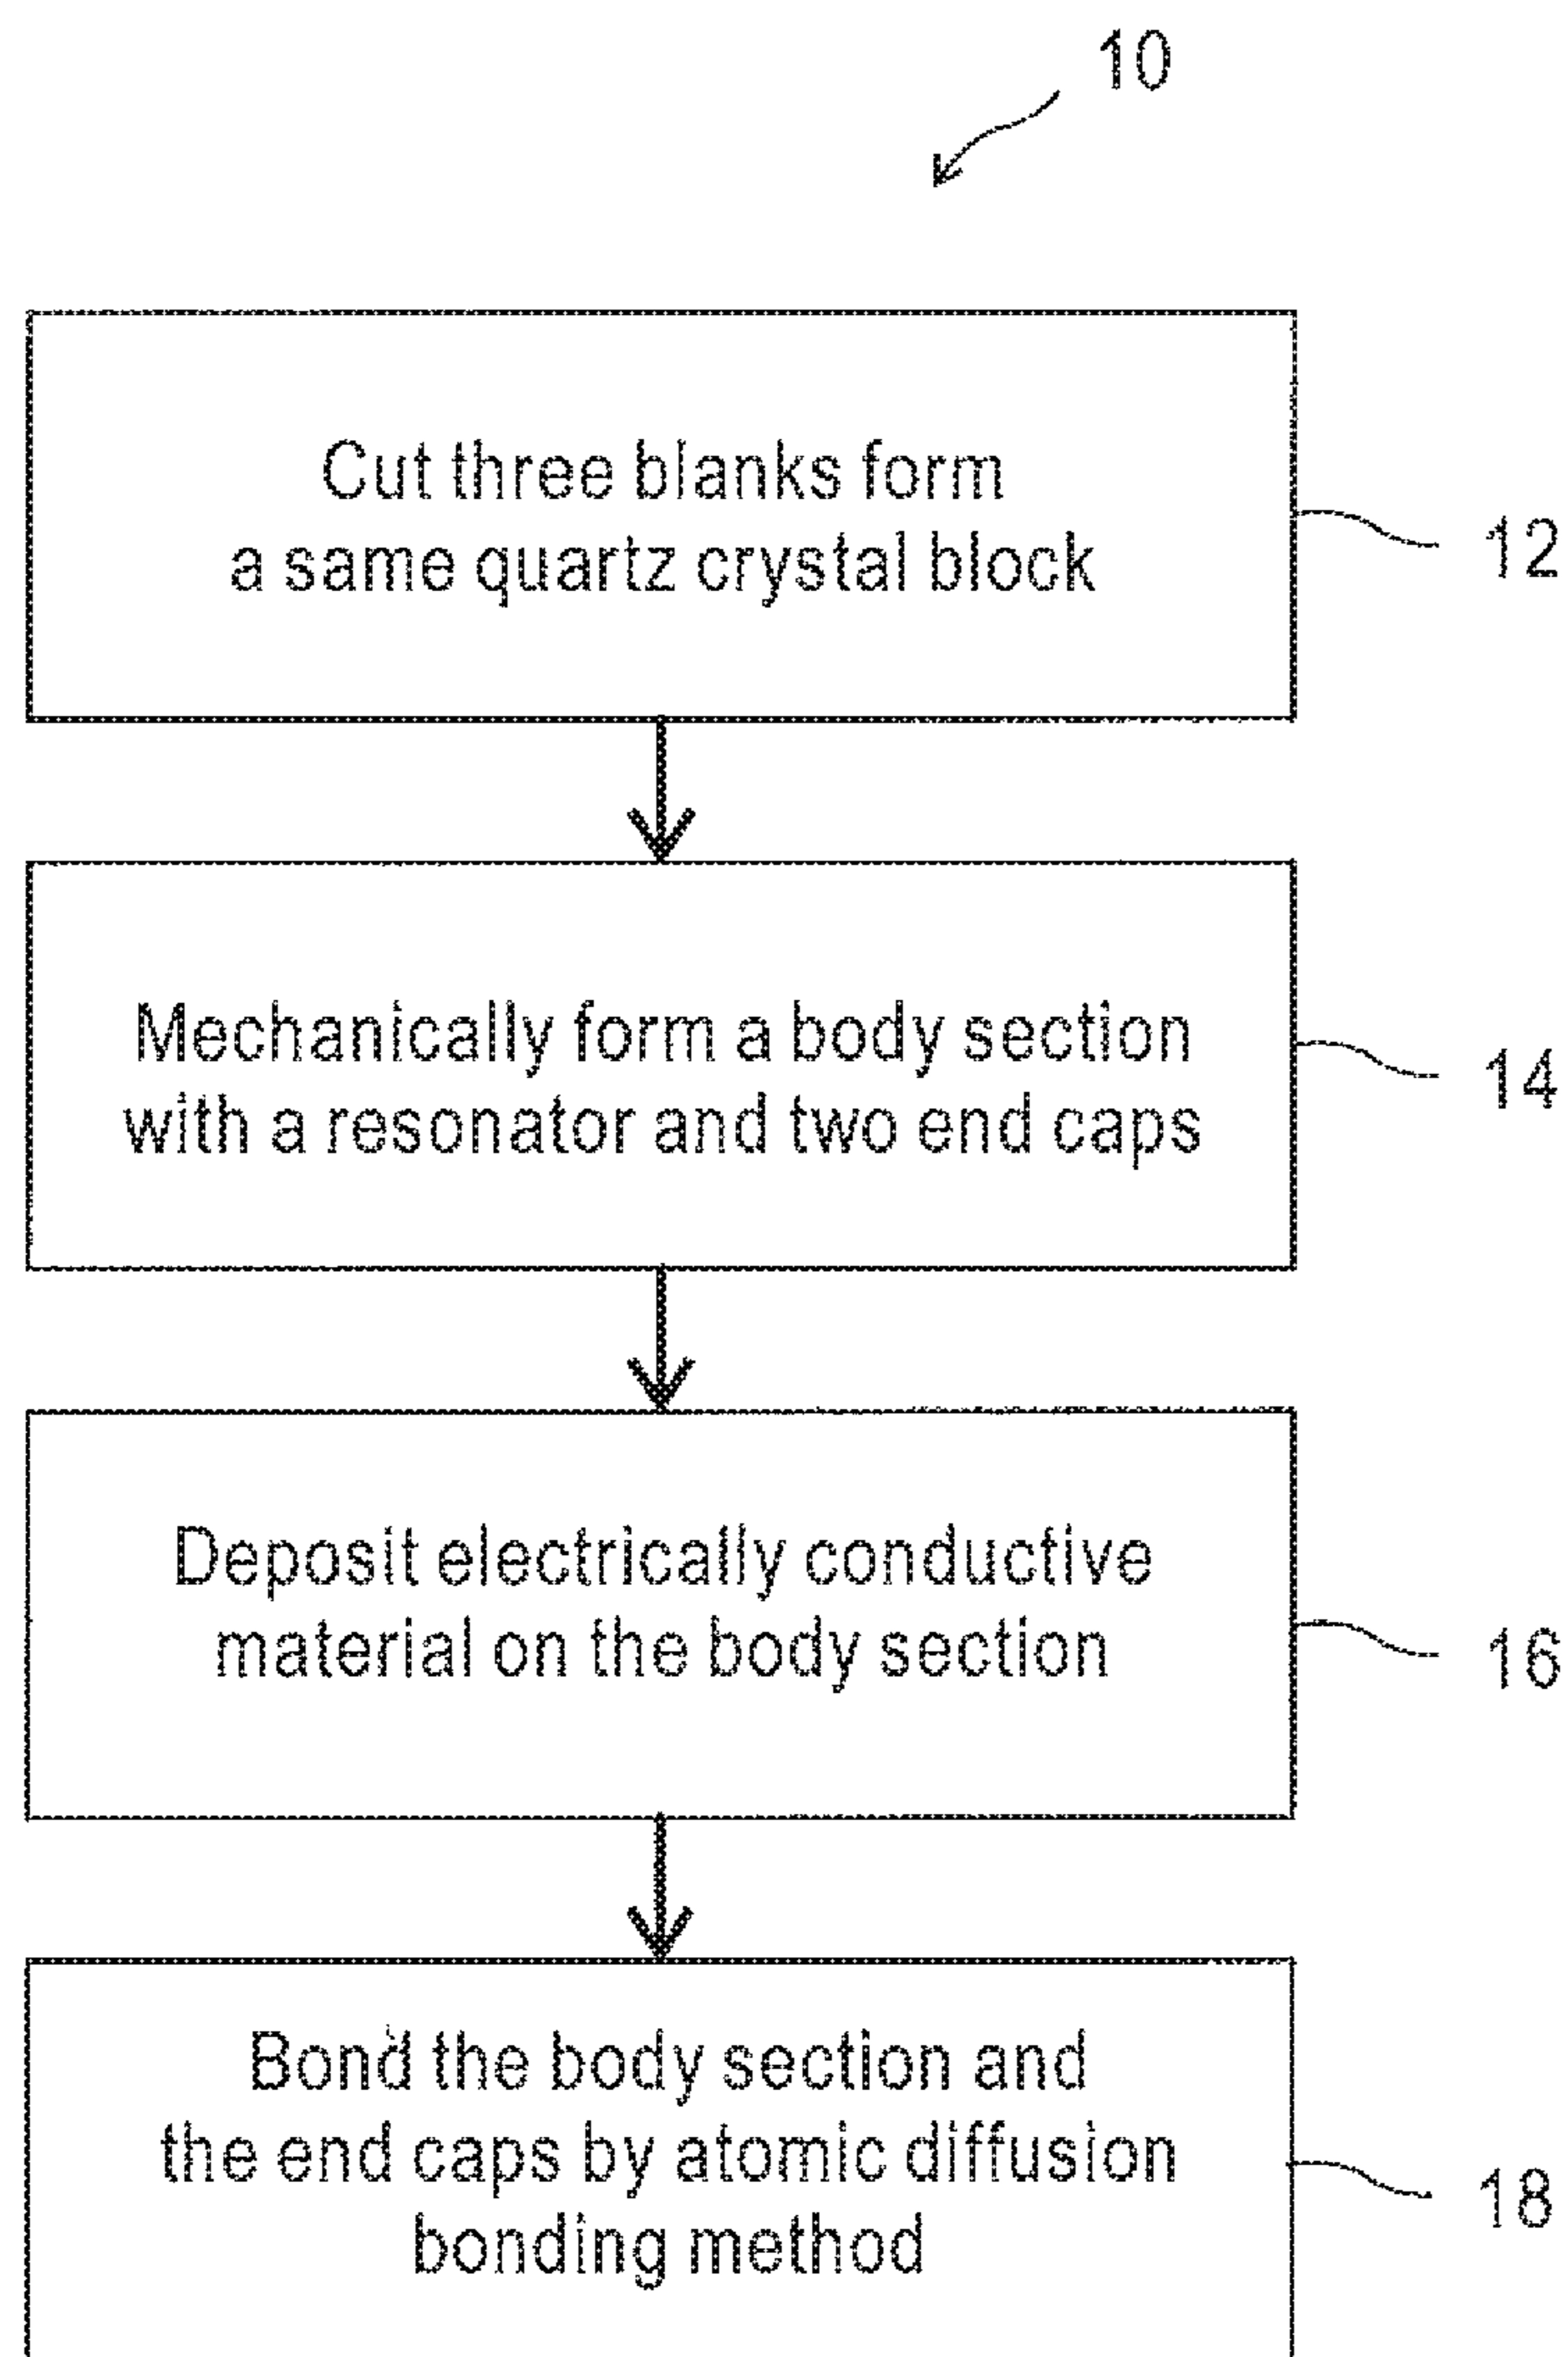 10
Cut three blanks form
a same quartz crystal block
12
Mechanically form a body section
with a resonator and two end caps
14
Deposit electrically conductive
material on the body section
16
Bond the body section and
the end caps by atomic diffusion
bonding method
18